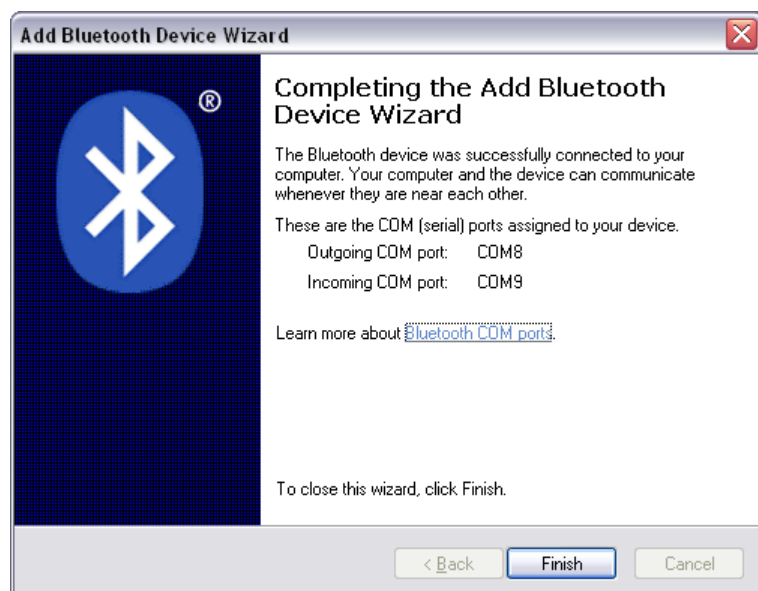 Add Bluetooth Device Wizard
®
Completing the Add Bluetooth
Device Wizard
The Bluetooth device was successfully connected to your
computer. Your computer and the device can communicate
whenever they are near each other.
These are the COM (serial) ports assigned to your device.
Outgoing COM port: COM8
Incoming COM port: COM9
Learn more about Bluetooth COM ports.
To close this wizard, click Finish.
< Back Finish Cancel